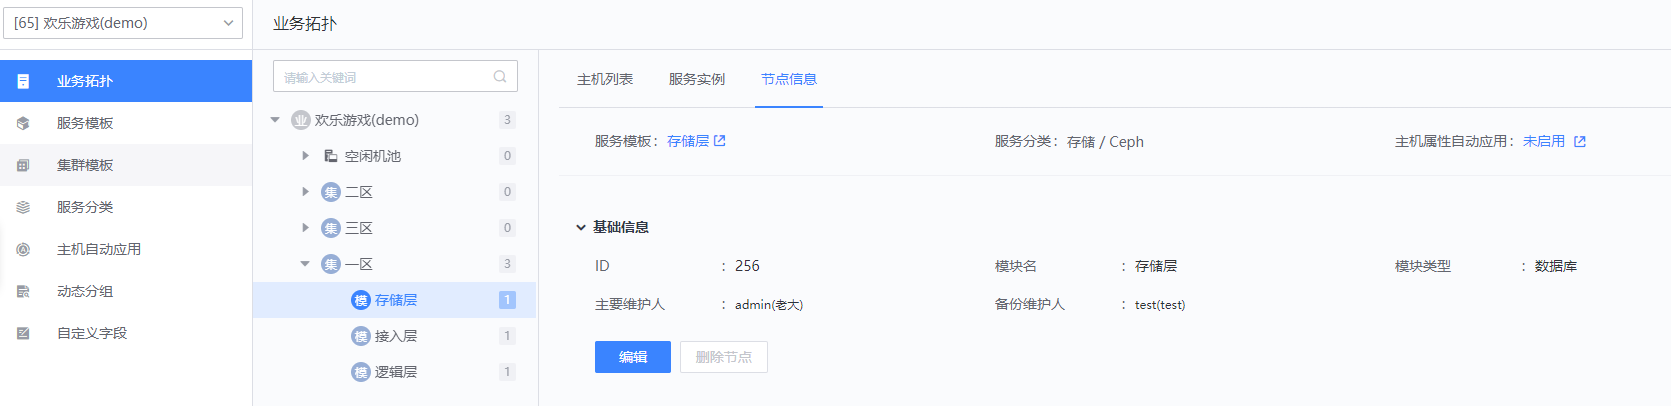 [65] 欢乐游戏(demo)
业务拓扑
服务模板
集群模板
服务分类
主机自动应用
动态分组
自定义字段
业务拓扑
请输入关键词
业 欢乐游戏(demo) 3
空闲机池 0
集 二区 0
集 三区 0
集 一区 3
模 存储层 1
模 接入层 1
模 逻辑层 1
主机列表 服务实例 节点信息
服务模板： 存储层 服务分类： 存储 / Ceph 主机属性自动应用： 未启用
基础信息
ID ： 256 模块名 ： 存储层 模块类型 ： 数据库
主要维护人 ： admin(老大) 备份维护人 ： test(test)
编辑 删除节点